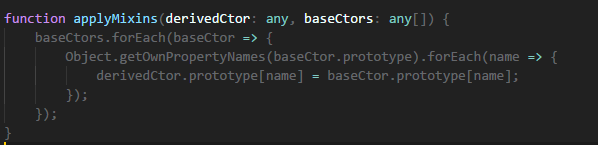 function applyMixins(derivedCtor: any, baseCtors: any[]) {
    baseCtors.forEach(baseCtor => {
        Object.getOwnPropertyNames(baseCtor.prototype).forEach(name => {
            derivedCtor.prototype[name] = baseCtor.prototype[name];
        });
    });
}